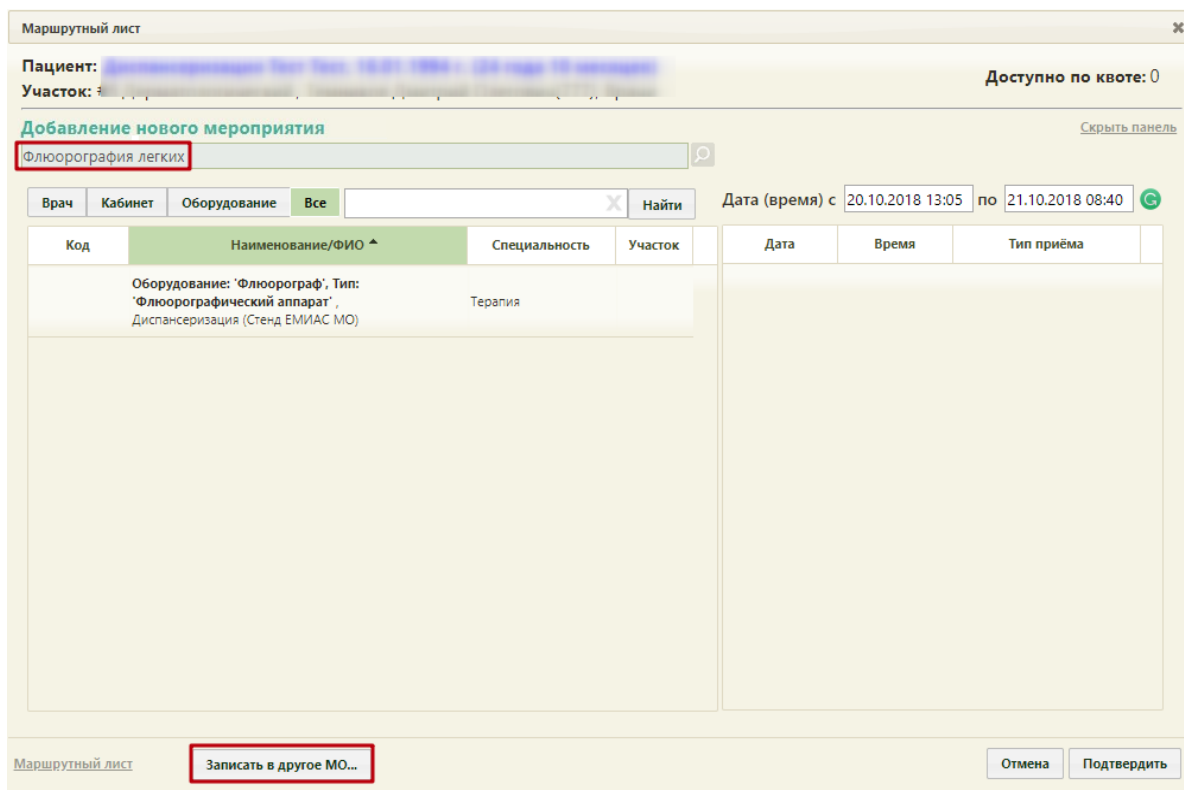 Маршрутный лист
Пациент:
Участок:
Доступно по квоте: 0
Добавление нового мероприятия
Скрыть панель
Флюорография легких
Врач Кабинет Оборудование Все Найти
Дата (время) с 20.10.2018 13:05 по 21.10.2018 08:40
Код Наименование/ФИО Специальность Участок
Дата Время Тип приёма
Оборудование: 'Флюорограф', Тип:
'Флюорографический аппарат' ,
Диспансеризация (Стенд ЕМИАС МО)
Терапия
Маршрутный лист
Записать в другое МО...
Отмена Подтвердить